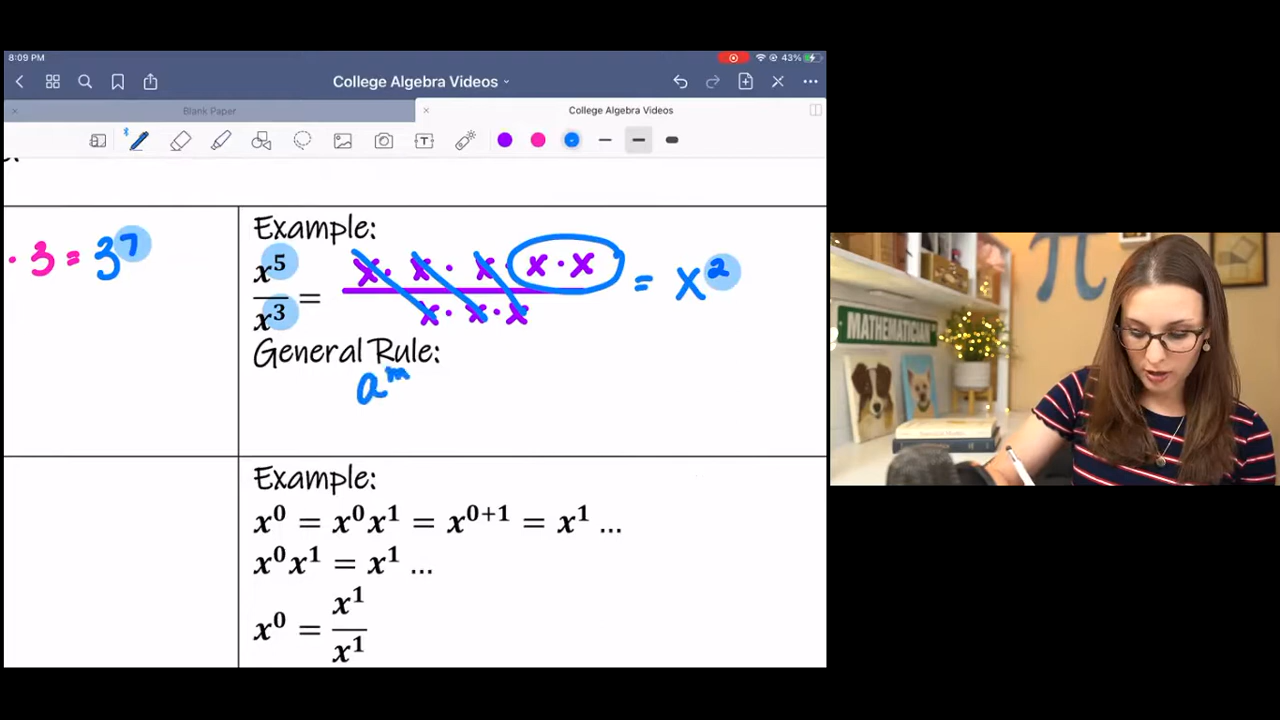 8:09 PM
43%
College Algebra Videos
Blank Paper
College Algebra Videos
· 3 = 3⁷
Example:
x⁵/x³ = x · x · x · x · x / x · x · x = x²
General Rule:
aᵐ
Example:
x⁰ = x⁰x¹ = x⁰⁺¹ = x¹ ...
x⁰x¹ = x¹ ...
x⁰ = x¹/x¹
MATHEMATICIAN
π